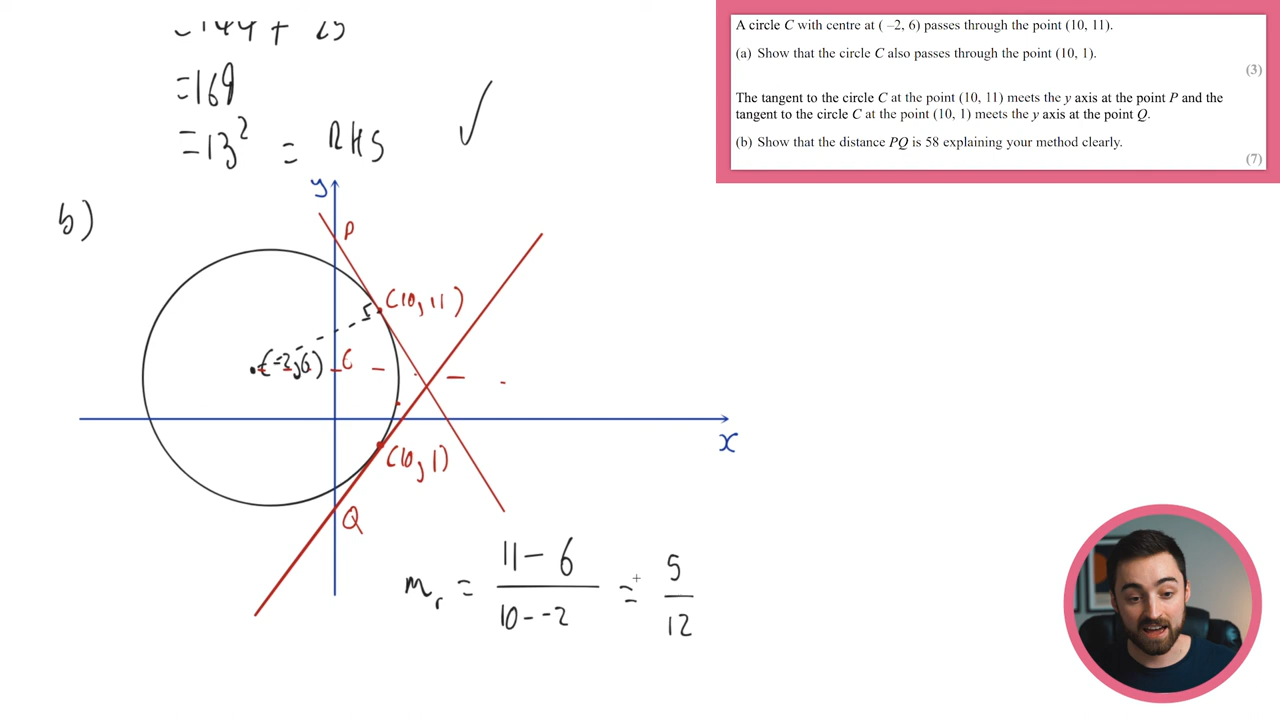 = 144 + 25
= 169
= 13² = RHS ✓
A circle C with centre at ( –2, 6) passes through the point (10, 11).
(a) Show that the circle C also passes through the point (10, 1).
(3)
The tangent to the circle C at the point (10, 11) meets the y axis at the point P and the
tangent to the circle C at the point (10, 1) meets the y axis at the point Q.
(b) Show that the distance PQ is 58 explaining your method clearly.
(7)
b)
y
P
(10, 11)
(-2, 6) C
x
(10, 1)
Q
m_r = \frac{11 - 6}{10 - -2} = \frac{5}{12}